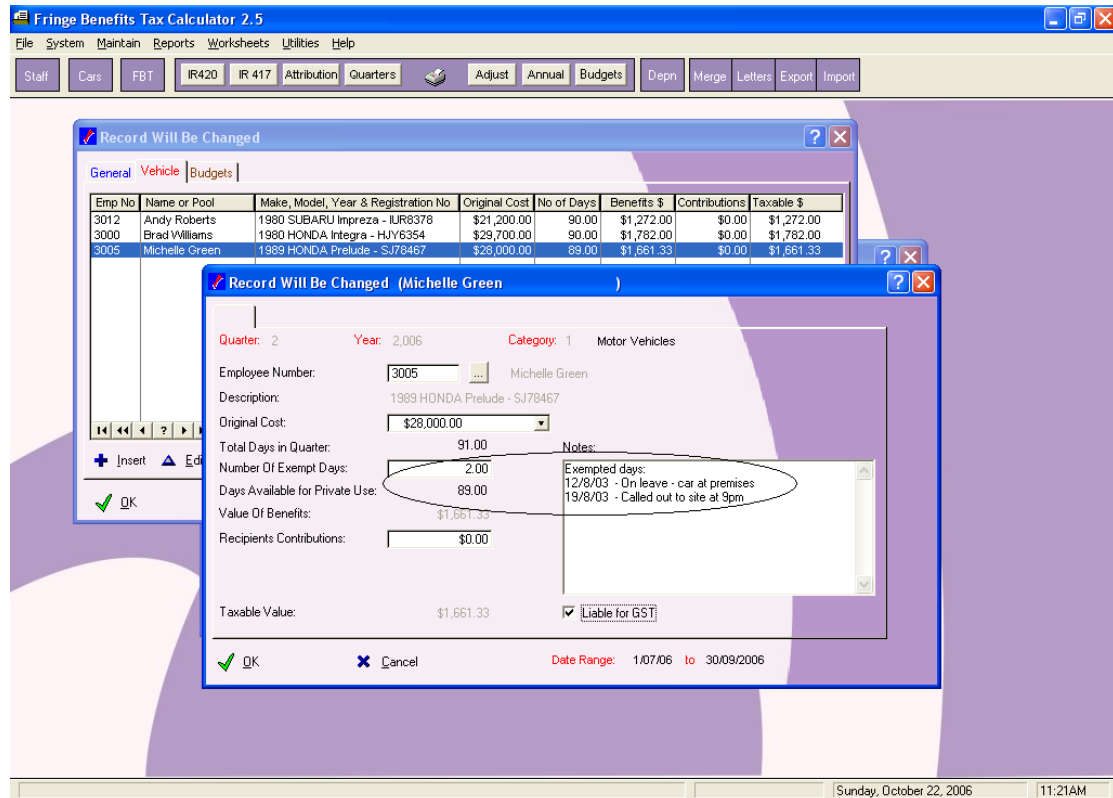 Fringe Benefits Tax Calculator 2.5
File System Maintain Reports Worksheets Utilities Help
Staff Cars FBT IR420 IR 417 Attribution Quarters Adjust Annual Budgets Depn Merge Letters Export Import
Record Will Be Changed
General Vehicle Budgets
Emp No Name or Pool Make, Model, Year & Registration No Original Cost No of Days Benefits $ Contributions Taxable $
3012 Andy Roberts 1980 SUBARU Impreza - IUR8378 $21,200.00 90.00 $1,272.00 $0.00 $1,272.00
3000 Brad Williams 1980 HONDA Integra - HJY6354 $29,700.00 90.00 $1,782.00 $0.00 $1,782.00
3005 Michelle Green 1989 HONDA Prelude - SJ78467 $28,000.00 89.00 $1,661.33 $0.00 $1,661.33
Record Will Be Changed (Michelle Green )
Quarter: 2 Year: 2,006 Category: 1 Motor Vehicles
Employee Number: 3005 ... Michelle Green
Description: 1989 HONDA Prelude - SJ78467
Original Cost: $28,000.00
Total Days in Quarter: 91.00 Notes:
Number Of Exempt Days: 2.00 Exempted days:
12/8/03 - On leave - car at premises
Days Available for Private Use: 89.00 19/8/03 - Called out to site at 9pm
Value Of Benefits: $1,661.33
Recipients Contributions: $0.00
Taxable Value: $1,661.33 Liable for GST
OK Cancel Date Range: 1/07/06 to 30/09/2006
?
Insert Edi
OK
Sunday, October 22, 2006 11:21AM